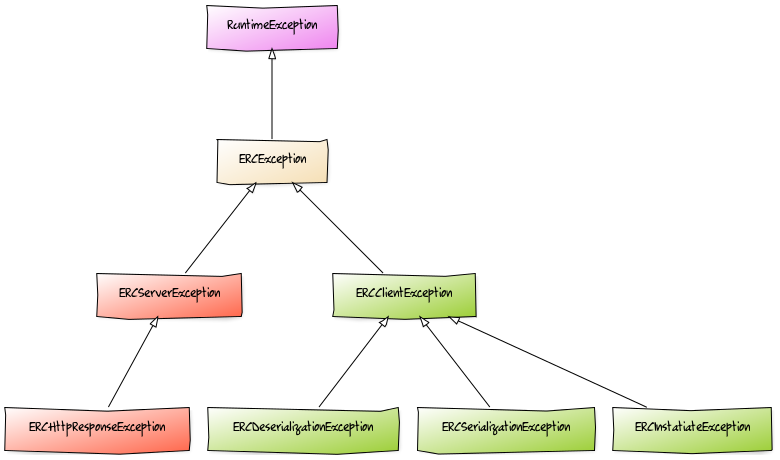 RuntimeException
ERCException
ERCServerException
ERCClientException
ERCHttpResponseException
ERCDeserializationException
ERCSerializationException
ERCInstatiateException